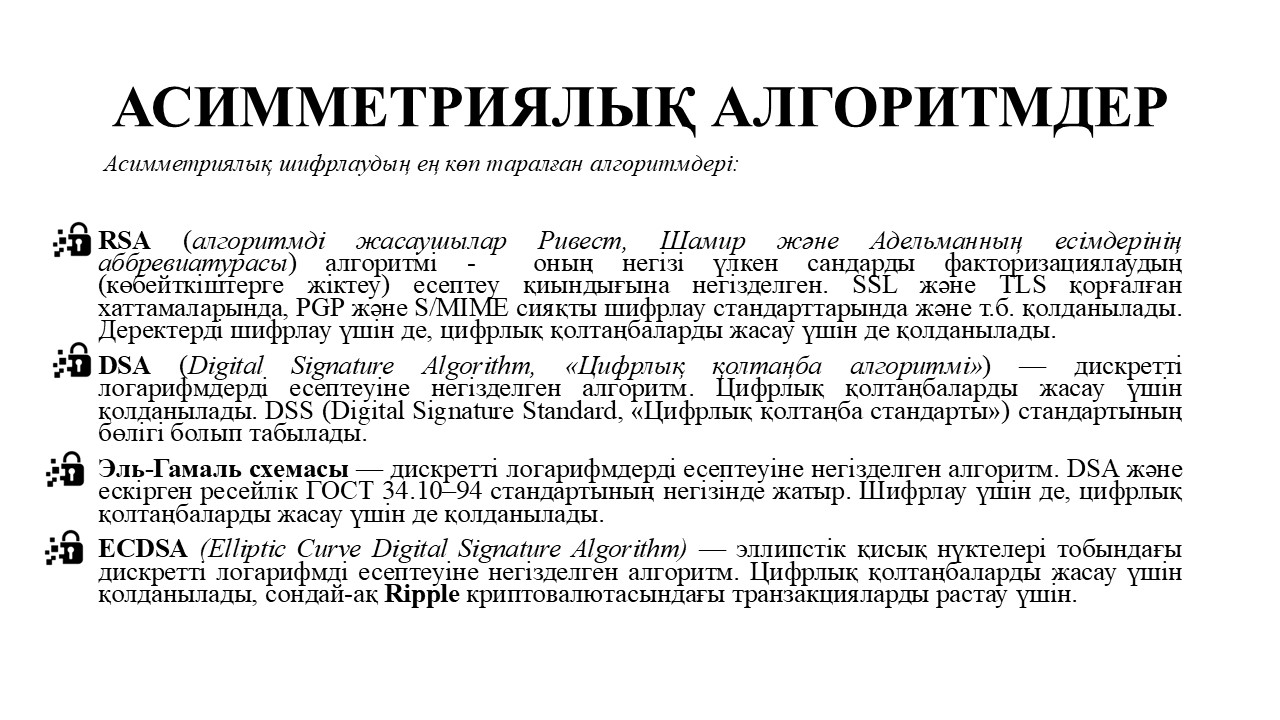 АСИММЕТРИЯЛЫҚ АЛГОРИТМДЕР
Асимметриялық шифрлаудың ең көп таралған алгоритмдері:
RSA (алгоритмді жасаушылар Ривест, Шамир және Адельманның есімдерінің
аббревиатурасы) алгоритмі - оның негізі үлкен сандарды факторизациялаудың
(көбейткіштерге жіктеу) есептеу қиындығына негізделген. SSL және TLS қорғалған
хаттамаларында, PGP және S/MIME сияқты шифрлау стандарттарында және т.б. қолданылады.
Деректерді шифрлау үшін де, цифрлық қолтаңбаларды жасау үшін де қолданылады.
DSA (Digital Signature Algorithm, «Цифрлық қолтаңба алгоритмі») — дискретті
логарифмдерді есептеуіне негізделген алгоритм. Цифрлық қолтаңбаларды жасау үшін
қолданылады. DSS (Digital Signature Standard, «Цифрлық қолтаңба стандарты») стандартының
бөлігі болып табылады.
Эль-Гамаль схемасы — дискретті логарифмдерді есептеуіне негізделген алгоритм. DSA және
ескірген ресейлік ГОСТ 34.10–94 стандартының негізінде жатыр. Шифрлау үшін де, цифрлық
қолтаңбаларды жасау үшін де қолданылады.
ECDSA (Elliptic Curve Digital Signature Algorithm) — эллипстік қисық нүктелері тобындағы
дискретті логарифмді есептеуіне негізделген алгоритм. Цифрлық қолтаңбаларды жасау үшін
қолданылады, сондай-ақ Ripple криптовалютасындағы транзакцияларды растау үшін.